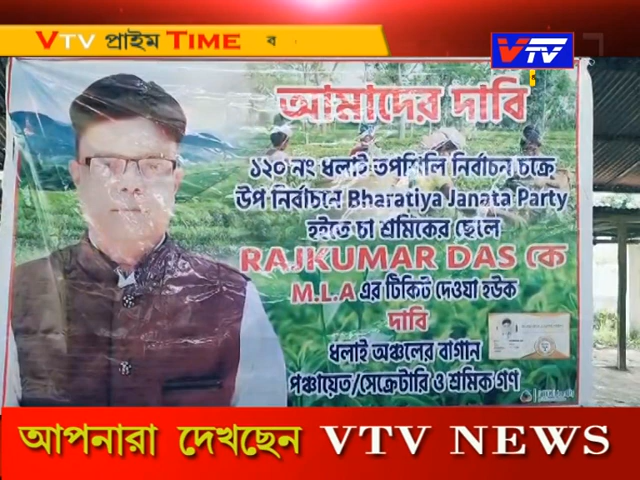 VTV প্রাইম TIME ব
VTV
আমাদের দাবি
১২০ নং ধলাই তপশিলি নির্বাচন চক্রে
উপ নির্বাচনে Bharatiya Janata Party
হইতে চা শ্রমিকের ছেলে
RAJKUMAR DAS কে
M.L.A এর টিকিট দেওয়া হউক
দাবি
ধলাই অঞ্চলের বাগান
পঞ্চায়েত/সেক্রেটারি ও শ্রমিক গণ
আপনারা দেখছেন VTV NEWS